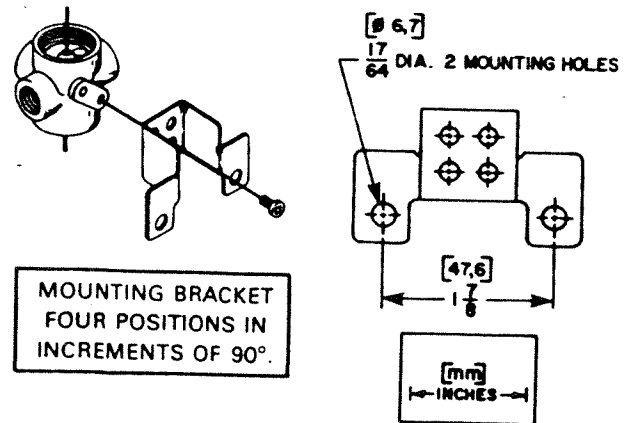 [Ø 6,7]
17/64 DIA. 2 MOUNTING HOLES
[47,6]
1 7/8
MOUNTING BRACKET
FOUR POSITIONS IN
INCREMENTS OF 90°.
[mm]
INCHES